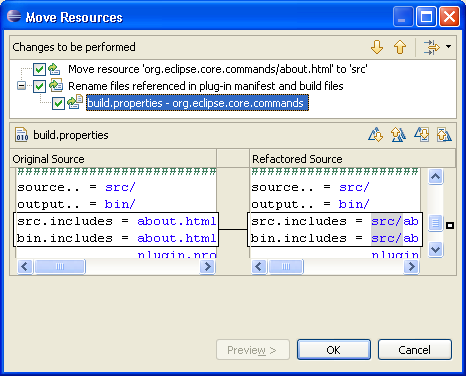 Move Resources
Changes to be performed
Move resource 'org.eclipse.core.commands/about.html' to 'src'
Rename files referenced in plug-in manifest and build files
build.properties - org.eclipse.core.commands
build.properties
Original Source
Refactored Source
####################
source.. = src/
output.. = bin/
src.includes = about.html
bin.includes = about.html
plugin.pro
##################
source.. = src/
output.. = bin/
src.includes = src/ab
bin.includes = src/ab
plugi
Preview >
OK
Cancel